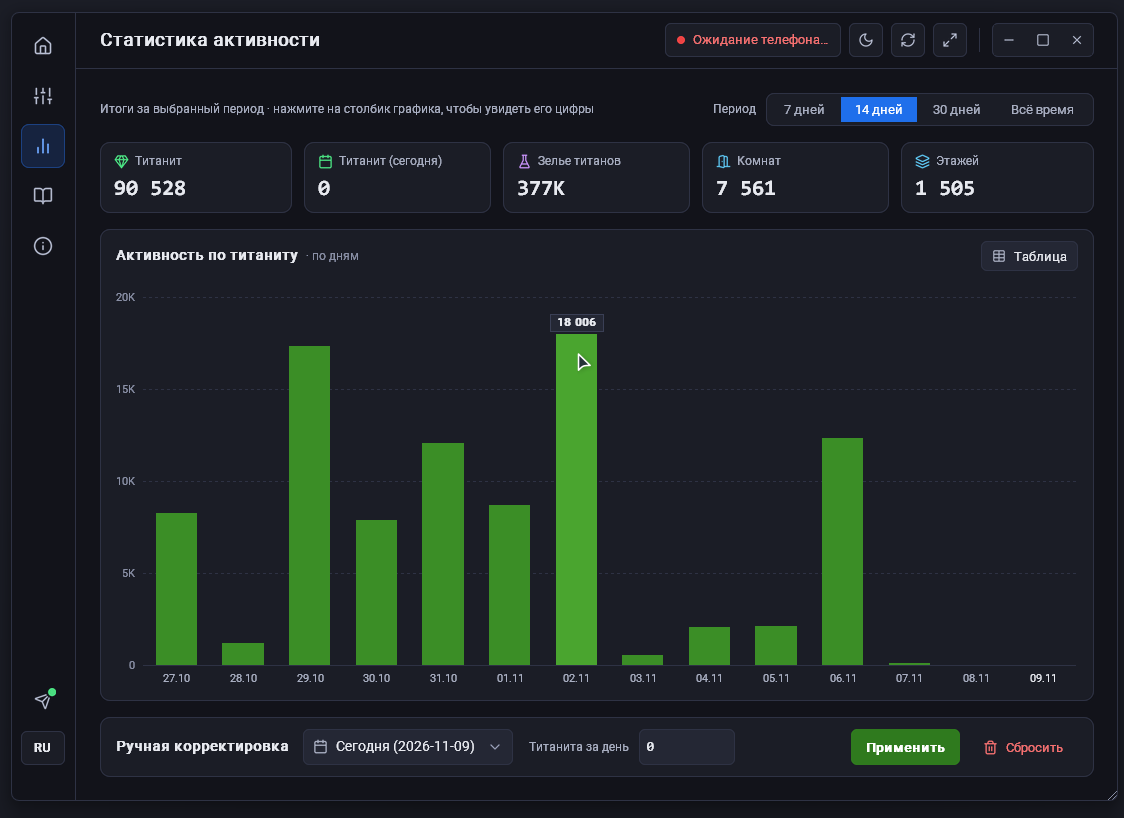 Статистика активности
Ожидание телефона…
Итоги за выбранный период · нажмите на столбик графика, чтобы увидеть его цифры
Период 7 дней 14 дней 30 дней Всё время
Титанит
90 528
Титанит (сегодня)
0
Зелье титанов
377K
Комнат
7 561
Этажей
1 505
Активность по титаниту · по дням
Таблица
20K
18 006
15K
10K
5K
0
27.10 28.10 29.10 30.10 31.10 01.11 02.11 03.11 04.11 05.11 06.11 07.11 08.11 09.11
RU
Ручная корректировка Сегодня (2026-11-09) Титанита за день 0 Применить Сбросить